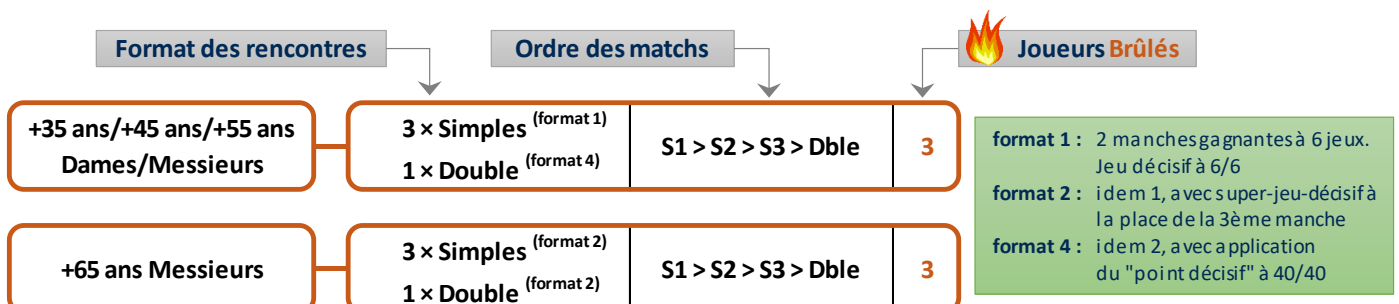 Format des rencontres
Ordre des matchs
Joueurs Brûlés
+35 ans/+45 ans/+55 ans
Dames/Messieurs
3 × Simples (format 1)
1 × Double (format 4)
S1 > S2 > S3 > Dble
3
+65 ans Messieurs
3 × Simples (format 2)
1 × Double (format 2)
S1 > S2 > S3 > Dble
3
format 1 : 2 manches gagnantes à 6 jeux.
Jeu décisif à 6/6
format 2 : idem 1, avec super-jeu-décisif à
la place de la 3ème manche
format 4 : idem 2, avec application
du "point décisif" à 40/40